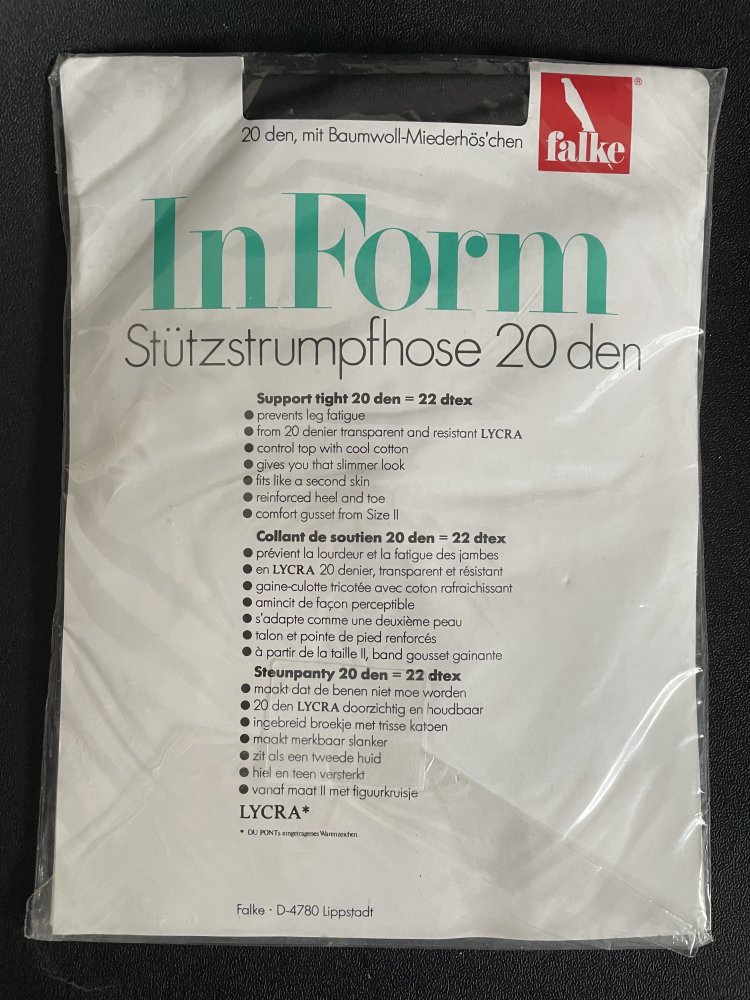 20 den, mit Baumwoll-Miederhös'chen
falke®
In Form
Stützstrumpfhose 20 den
Support tight 20 den = 22 dtex
● prevents leg fatigue
● from 20 denier transparent and resistant LYCRA
● control top with cool cotton
● gives you that slimmer look
● fits like a second skin
● reinforced heel and toe
● comfort gusset from Size II
Collant de soutien 20 den = 22 dtex
● prévient la lourdeur et la fatigue des jambes
● en LYCRA 20 denier, transparent et résistant
● gaine-culotte tricotée avec coton rafraichissant
● amincit de façon perceptible
● s'adapte comme une deuxième peau
● talon et pointe de pied renforcés
● à partir de la taille II, band gousset gainante
Steunpanty 20 den = 22 dtex
● maakt dat de benen niet moe worden
● 20 den LYCRA doorzichtig en houdbaar
● ingebreid broekje met trisse katoen
● maakt merkbaar slanker
● zit als een tweede huid
● hiel en teen versterkt
● vanaf maat II met figuurkruisje
LYCRA*
* DU PONTs eingetragenes Warenzeichen.
Falke · D-4780 Lippstadt